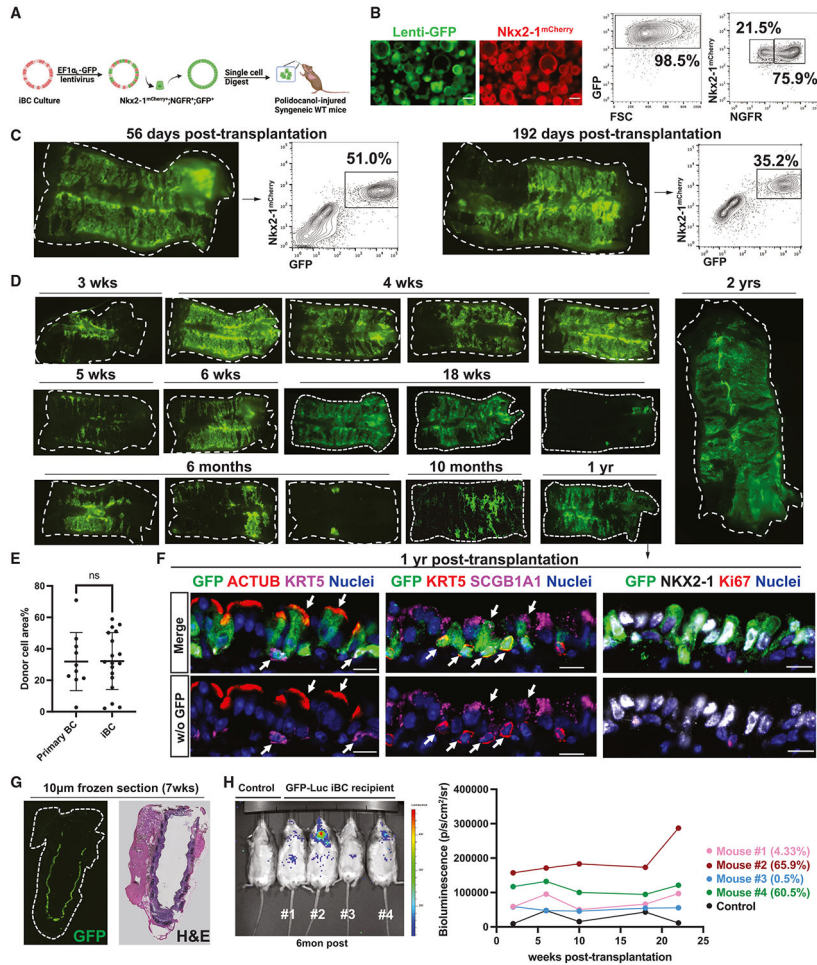 A
iBC Culture
EF1αL-GFP
lentivirus
Nkx2-1mCherry+;NGFR+;GFP+
Single cell
Digest
Polidocanol-injured
Syngeneic WT mice
B
Lenti-GFP
Nkx2-1mCherry
GFP
98.5%
FSC
Nkx2-1mCherry
21.5%
75.9%
NGFR
C
56 days post-transplantation
51.0%
Nkx2-1mCherry
GFP
192 days post-transplantation
35.2%
Nkx2-1mCherry
GFP
D
3 wks
4 wks
2 yrs
5 wks
6 wks
18 wks
6 months
10 months
1 yr
E
ns
Donor cell area%
80
60
40
20
0
Primary BC
iBC
F
1 yr post-transplantation
GFP ACTUB KRT5 Nuclei
GFP KRT5 SCGB1A1 Nuclei
GFP NKX2-1 Ki67 Nuclei
Merge
w/o GFP
G
10μm frozen section (7wks)
GFP
H&E
H
Control
GFP-Luc iBC recipient
#1
#2
#3
#4
6mon post
Bioluminescence (p/s/cm²/sr)
400000
300000
200000
100000
0
0
5
10
15
20
25
weeks post-transplantation
Mouse #1 (4.33%)
Mouse #2 (65.9%)
Mouse #3 (0.5%)
Mouse #4 (60.5%)
Control